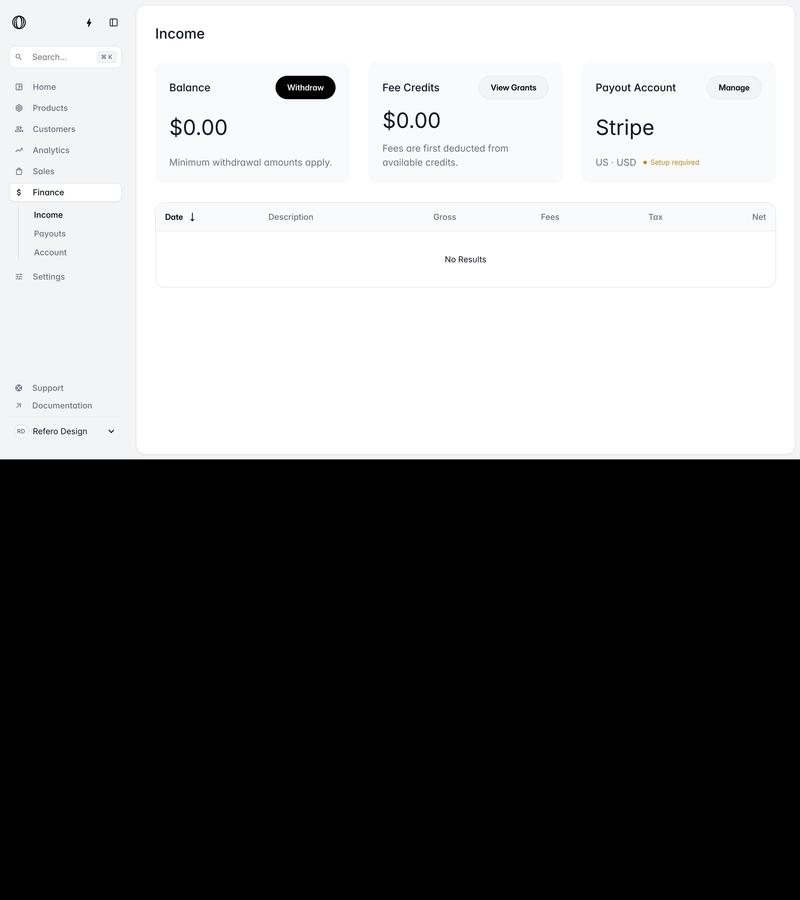 Search...
⌘ K
Home
Products
Customers
Analytics
Sales
Finance
Income
Payouts
Account
Settings
Support
Documentation
RD Refero Design
Income
Balance
Withdraw
$0.00
Minimum withdrawal amounts apply.
Fee Credits
View Grants
$0.00
Fees are first deducted from
available credits.
Payout Account
Manage
Stripe
US · USD
Setup required
Date ↓ Description Gross Fees Tax Net
No Results